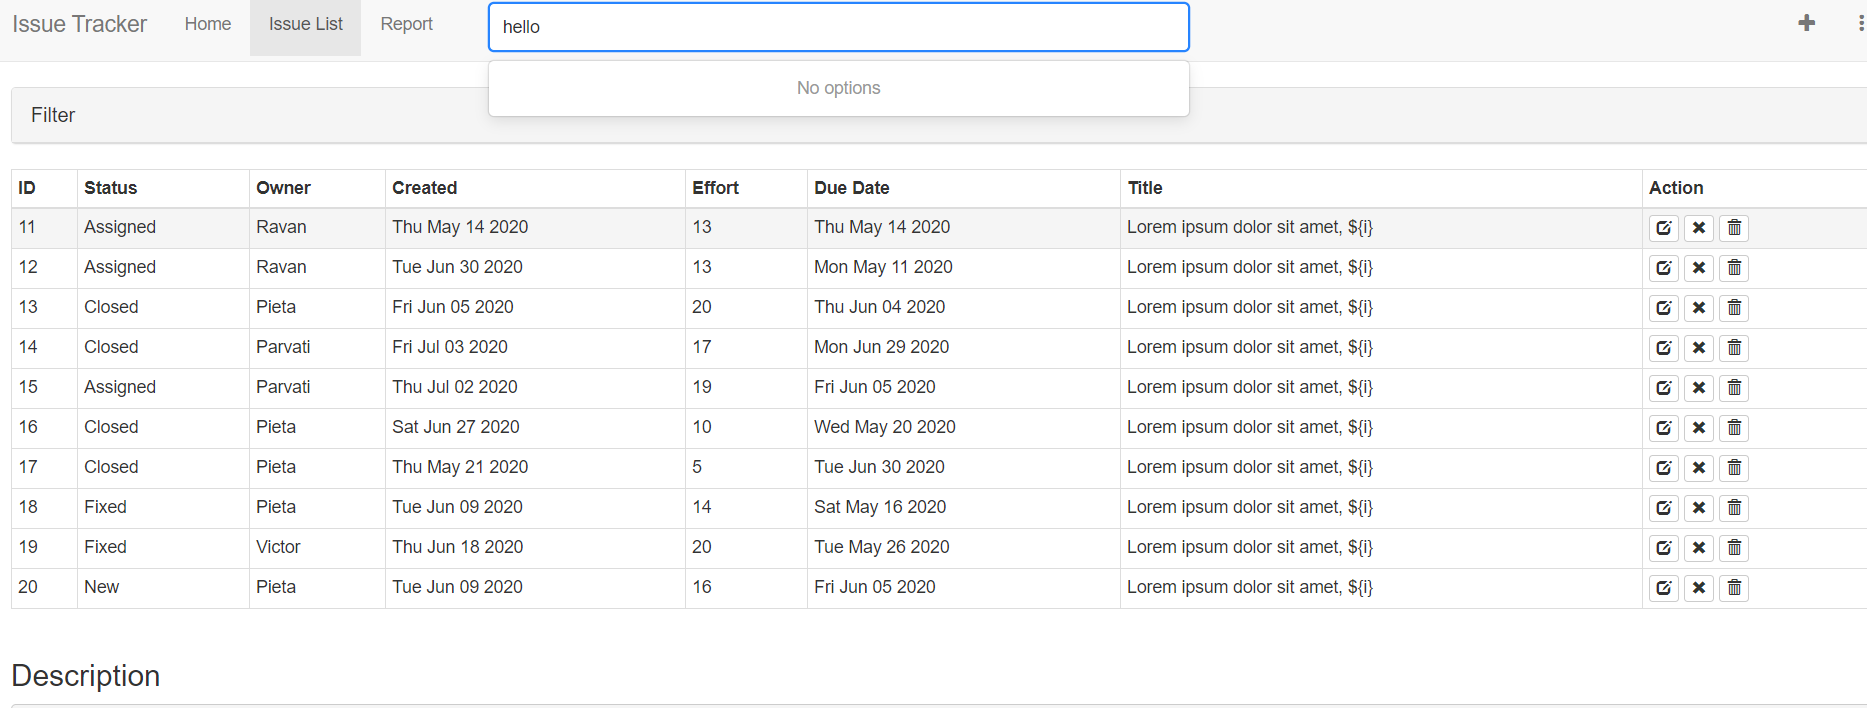 Issue Tracker Home Issue List Report hello
No options
Filter
ID Status Owner Created Effort Due Date Title Action
11 Assigned Ravan Thu May 14 2020 13 Thu May 14 2020 Lorem ipsum dolor sit amet, ${i}
12 Assigned Ravan Tue Jun 30 2020 13 Mon May 11 2020 Lorem ipsum dolor sit amet, ${i}
13 Closed Pieta Fri Jun 05 2020 20 Thu Jun 04 2020 Lorem ipsum dolor sit amet, ${i}
14 Closed Parvati Fri Jul 03 2020 17 Mon Jun 29 2020 Lorem ipsum dolor sit amet, ${i}
15 Assigned Parvati Thu Jul 02 2020 19 Fri Jun 05 2020 Lorem ipsum dolor sit amet, ${i}
16 Closed Pieta Sat Jun 27 2020 10 Wed May 20 2020 Lorem ipsum dolor sit amet, ${i}
17 Closed Pieta Thu May 21 2020 5 Tue Jun 30 2020 Lorem ipsum dolor sit amet, ${i}
18 Fixed Pieta Tue Jun 09 2020 14 Sat May 16 2020 Lorem ipsum dolor sit amet, ${i}
19 Fixed Victor Thu Jun 18 2020 20 Tue May 26 2020 Lorem ipsum dolor sit amet, ${i}
20 New Pieta Tue Jun 09 2020 16 Fri Jun 05 2020 Lorem ipsum dolor sit amet, ${i}
Description